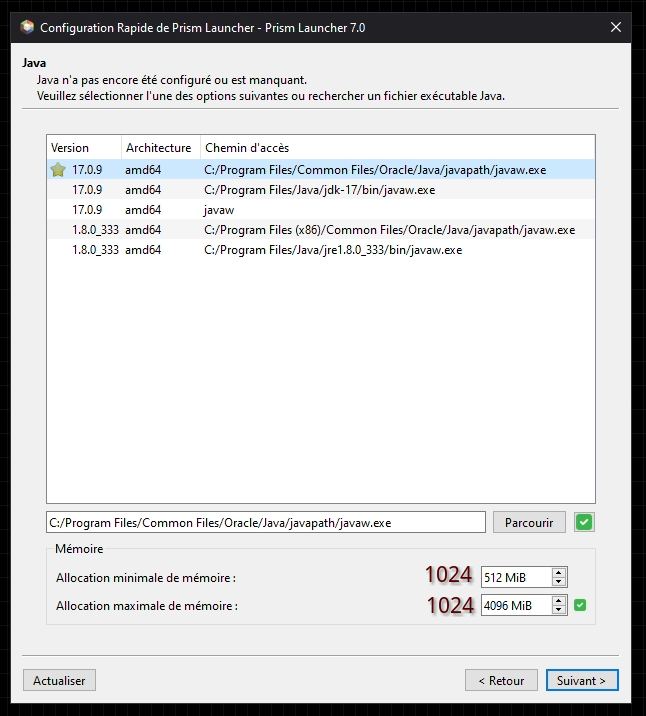 Configuration Rapide de Prism Launcher - Prism Launcher 7.0
Java
Java n'a pas encore été configuré ou est manquant.
Veuillez sélectionner l'une des options suivantes ou rechercher un fichier exécutable Java.
Version Architecture Chemin d'accès
17.0.9 amd64 C:/Program Files/Common Files/Oracle/Java/javapath/javaw.exe
17.0.9 amd64 C:/Program Files/Java/jdk-17/bin/javaw.exe
17.0.9 amd64 javaw
1.8.0_333 amd64 C:/Program Files (x86)/Common Files/Oracle/Java/javapath/javaw.exe
1.8.0_333 amd64 C:/Program Files/Java/jre1.8.0_333/bin/javaw.exe
C:/Program Files/Common Files/Oracle/Java/javapath/javaw.exe Parcourir
Mémoire
Allocation minimale de mémoire : 1024 512 MiB
Allocation maximale de mémoire : 1024 4096 MiB
Actualiser < Retour Suivant >